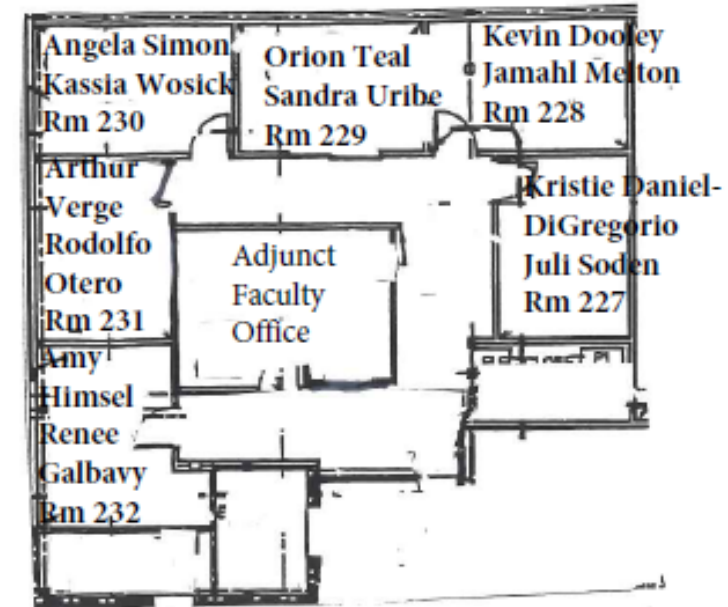 Angela Simon
Kassia Wosick
Rm 230
Orion Teal
Sandra Uribe
Rm 229
Kevin Dooley
Jamahl Melton
Rm 228
Arthur
Verge
Rodolfo
Otero
Rm 231
Adjunct
Faculty
Office
Kristie Daniel-
DiGregorio
Juli Soden
Rm 227
Amy
Himsel
Renee
Galbavy
Rm 232